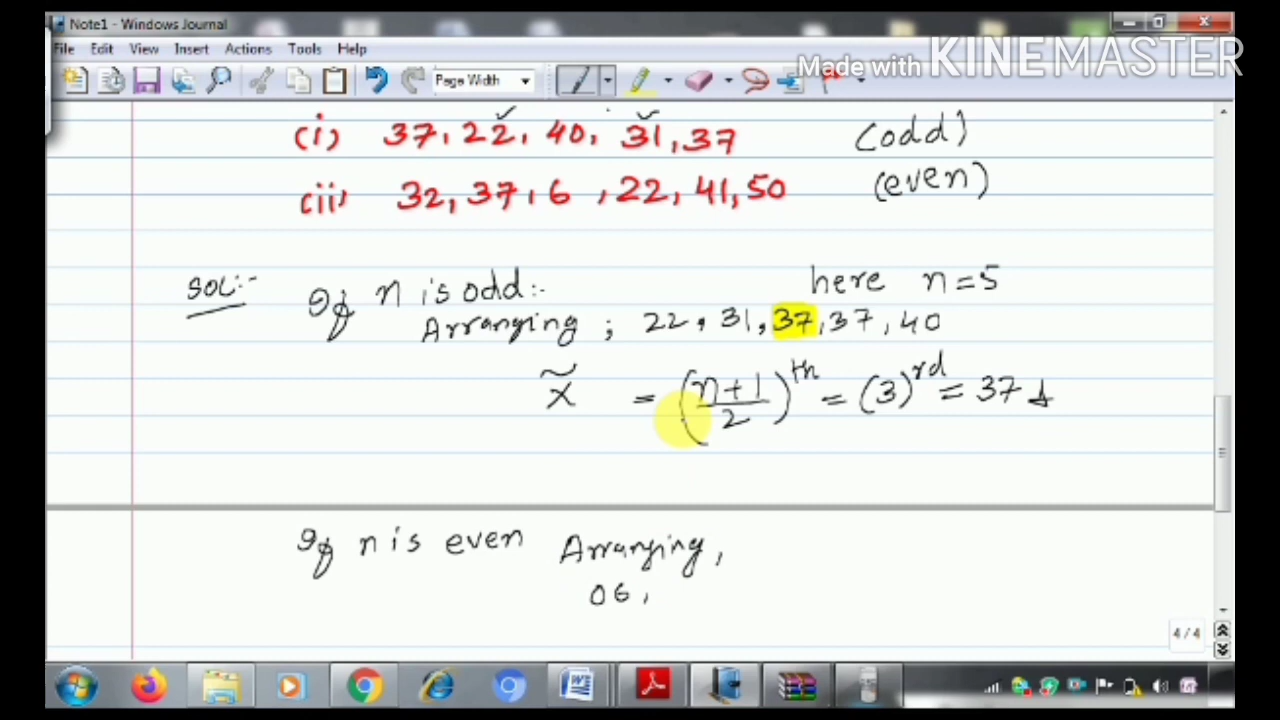 Note1 - Windows Journal
File Edit View Insert Actions Tools Help
Made with KINEMASTER
Page Width
(i) 37, 22, 40, 31, 37 (odd)
(ii) 32, 37, 6, 22, 41, 50 (even)
SOL:- If n is odd:- here n=5
Arranging ; 22, 31, 37, 37, 40
x̃ = ((n+1)/2)th = (3)rd = 37
If n is even Arranging,
06,
4/4